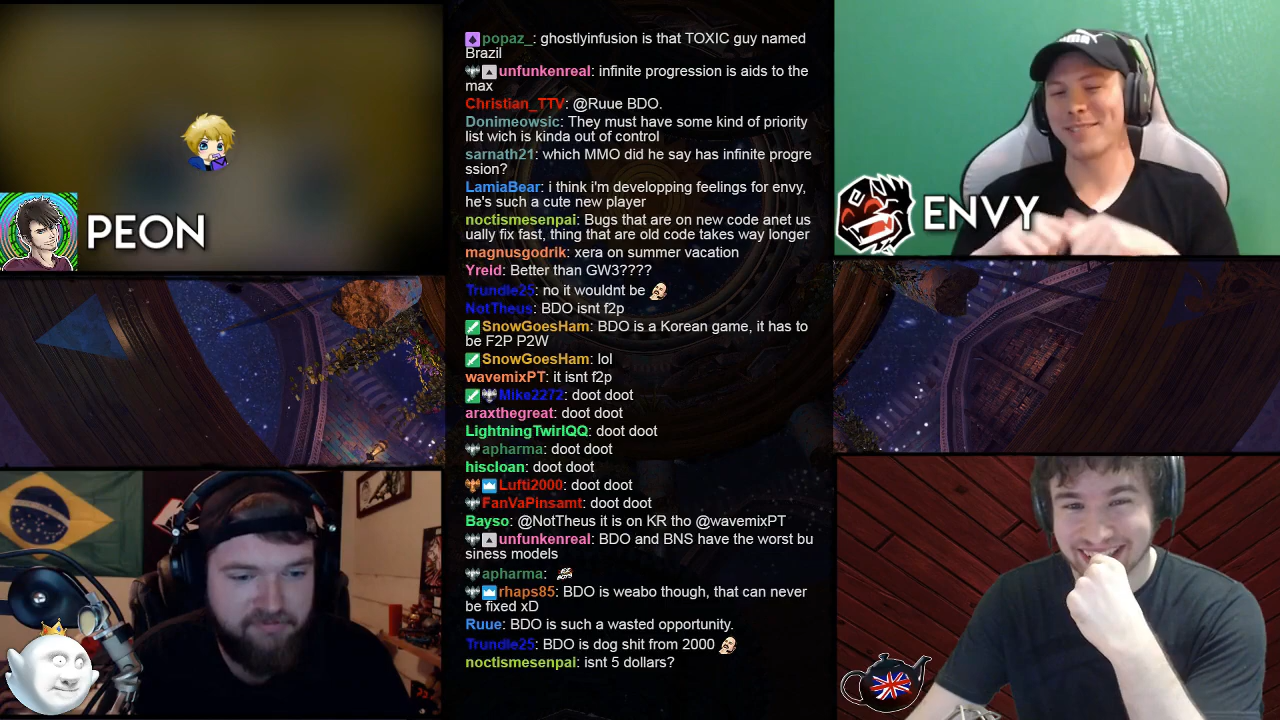 popaz_: ghostlyinfusion is that TOXIC guy named
Brazil
unfunkenreal: infinite progression is aids to the
max
Christian_TTV: @Ruue BDO.
Donimeowsic: They must have some kind of priority
list wich is kinda out of control
sarnath21: which MMO did he say has infinite progre
ssion?
LamiaBear: i think i'm developping feelings for envy,
he's such a cute new player
noctismesenpai: Bugs that are on new code anet us
ually fix fast, thing that are old code takes way longer
magnusgodrik: xera on summer vacation
Yreid: Better than GW3????
Trundle25: no it wouldnt be
NotTheus: BDO isnt f2p
SnowGoesHam: BDO is a Korean game, it has to
be F2P P2W
SnowGoesHam: lol
wavemixPT: it isnt f2p
Mike2272: doot doot
araxthegreat: doot doot
LightningTwirlQQ: doot doot
apharma: doot doot
hiscloan: doot doot
Lufti2000: doot doot
FanVaPinsamt: doot doot
Bayso: @NotTheus it is on KR tho @wavemixPT
unfunkenreal: BDO and BNS have the worst bu
siness models
apharma:
rhaps85: BDO is weabo though, that can never
be fixed xD
Ruue: BDO is such a wasted opportunity.
Trundle25: BDO is dog shit from 2000
noctismesenpai: isnt 5 dollars?
PEON
ENVY
PUMA